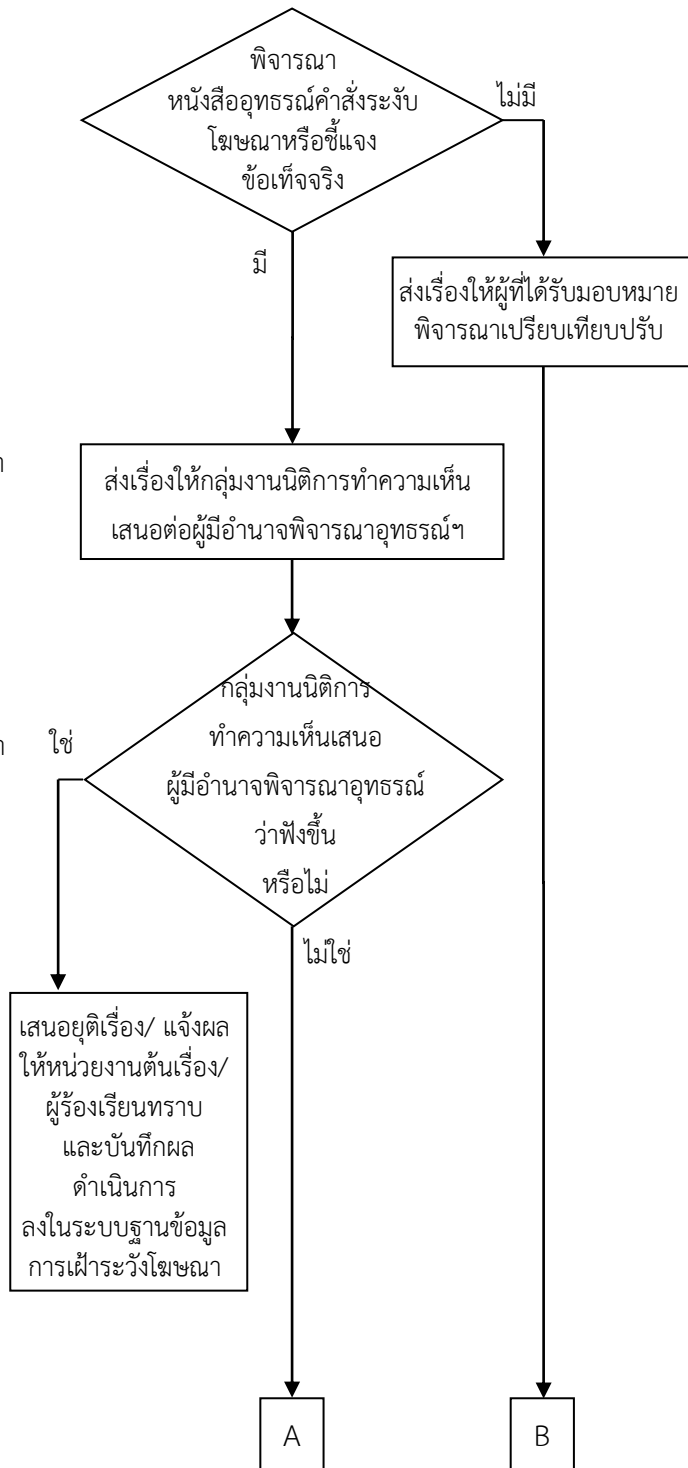 พิจารณา
หนังสืออุทธรณ์คำสั่งระงับ
โฆษณาหรือชี้แจง
ข้อเท็จจริง
ไม่มี
มี
ส่งเรื่องให้ผู้ที่ได้รับมอบหมาย
พิจารณาเปรียบเทียบปรับ
ส่งเรื่องให้กลุ่มงานนิติการทำความเห็น
เสนอต่อผู้มีอำนาจพิจารณาอุทธรณ์ฯ
กลุ่มงานนิติการ
ทำความเห็นเสนอ
ผู้มีอำนาจพิจารณาอุทธรณ์
ว่าฟังขึ้น
หรือไม่
ใช่
ไม่ใช่
เสนอยุติเรื่อง/ แจ้งผล
ให้หน่วยงานต้นเรื่อง/
ผู้ร้องเรียนทราบ
และบันทึกผล
ดำเนินการ
ลงในระบบฐานข้อมูล
การเฝ้าระวังโฆษณา
A
B